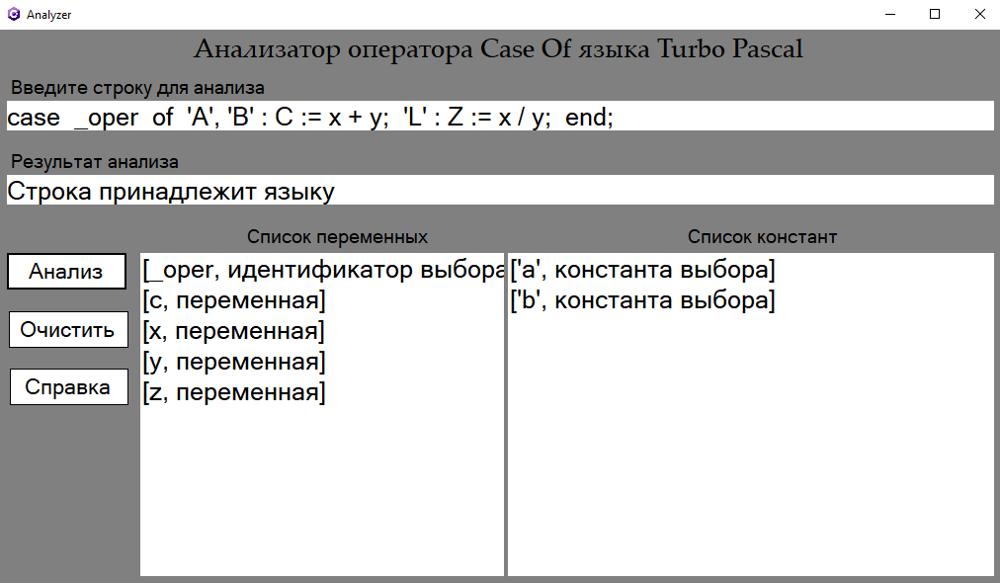 Analyzer
Анализатор оператора Case Of языка Turbo Pascal
Введите строку для анализа
case _oper of 'A', 'B' : C := x + y; 'L' : Z := x / y; end;
Результат анализа
Строка принадлежит языку
Список переменных
Список констант
Анализ
Очистить
Справка
[_oper, идентификатор выбора
[c, переменная]
[x, переменная]
[y, переменная]
[z, переменная]
['a', константа выбора]
['b', константа выбора]